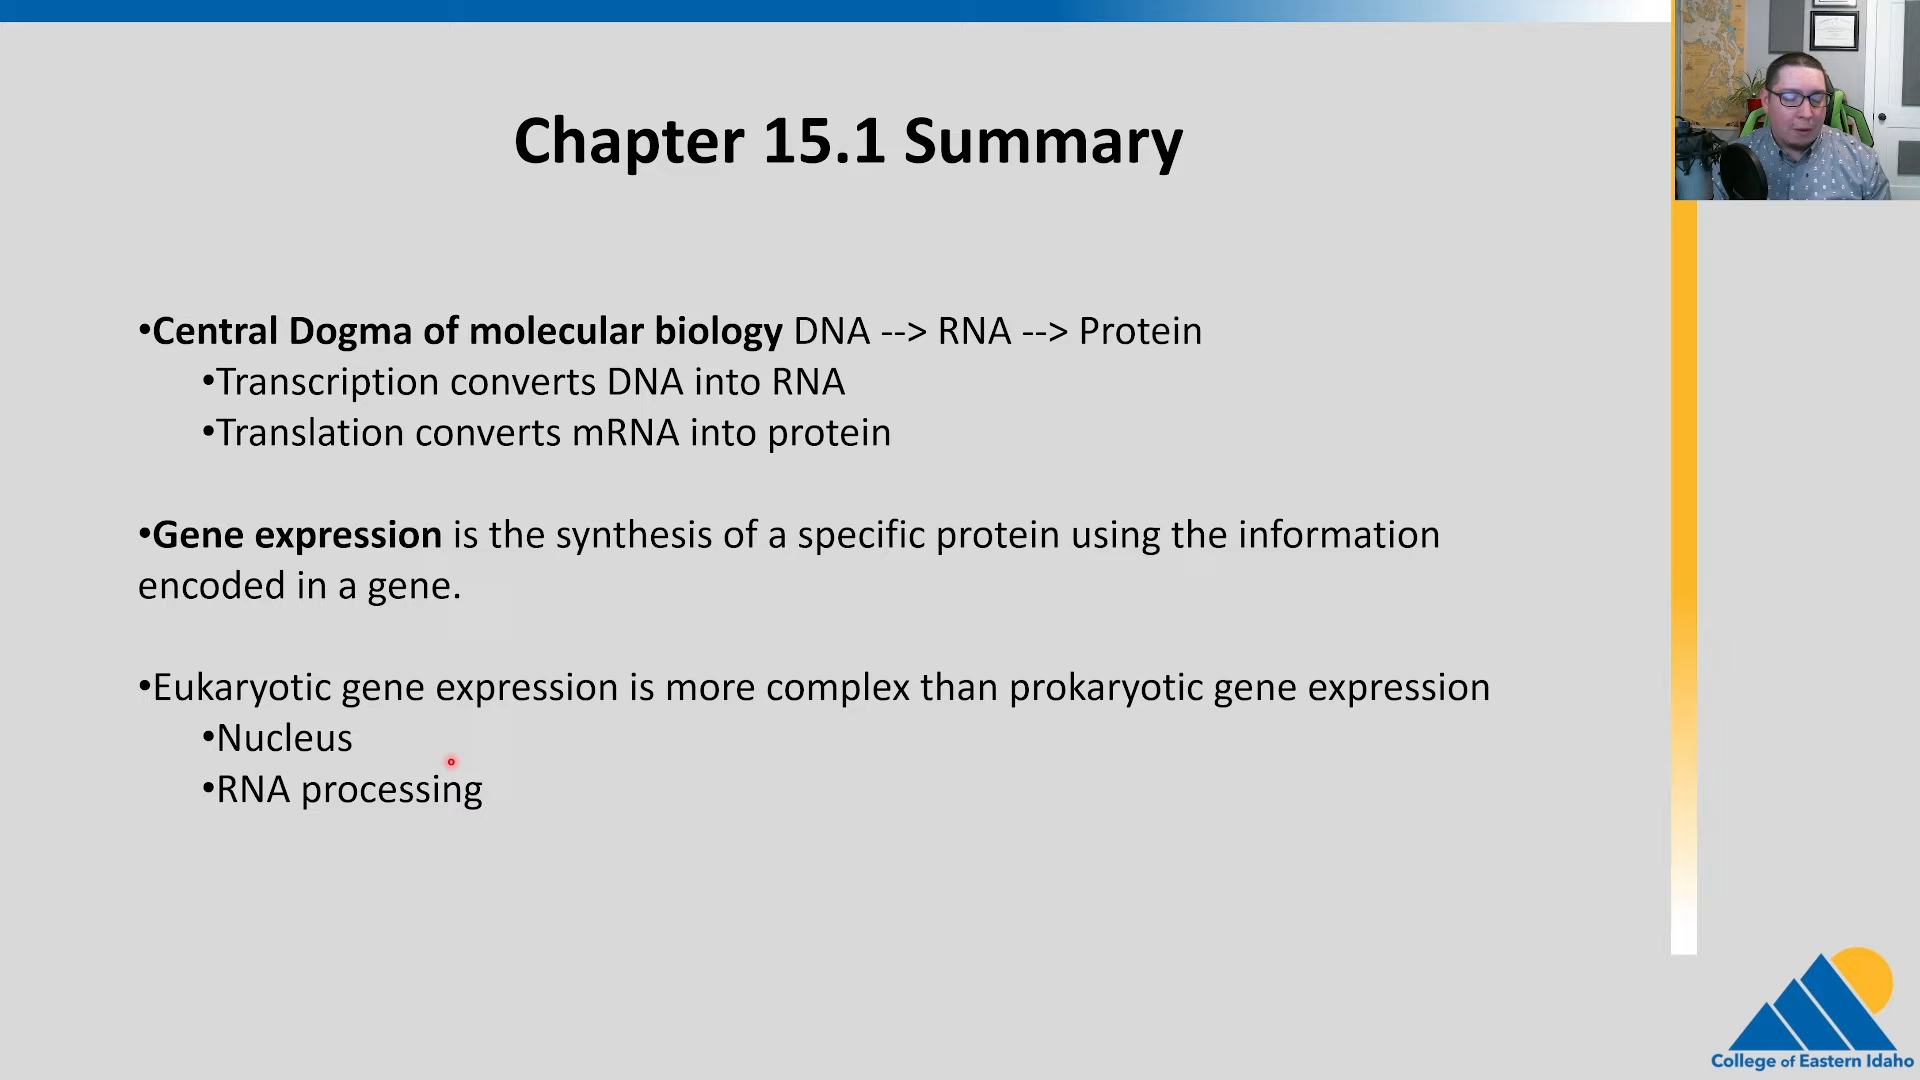 Chapter 15.1 Summary
•Central Dogma of molecular biology DNA --> RNA --> Protein
•Transcription converts DNA into RNA
•Translation converts mRNA into protein
•Gene expression is the synthesis of a specific protein using the information
encoded in a gene.
•Eukaryotic gene expression is more complex than prokaryotic gene expression
•Nucleus
•RNA processing
College of Eastern Idaho